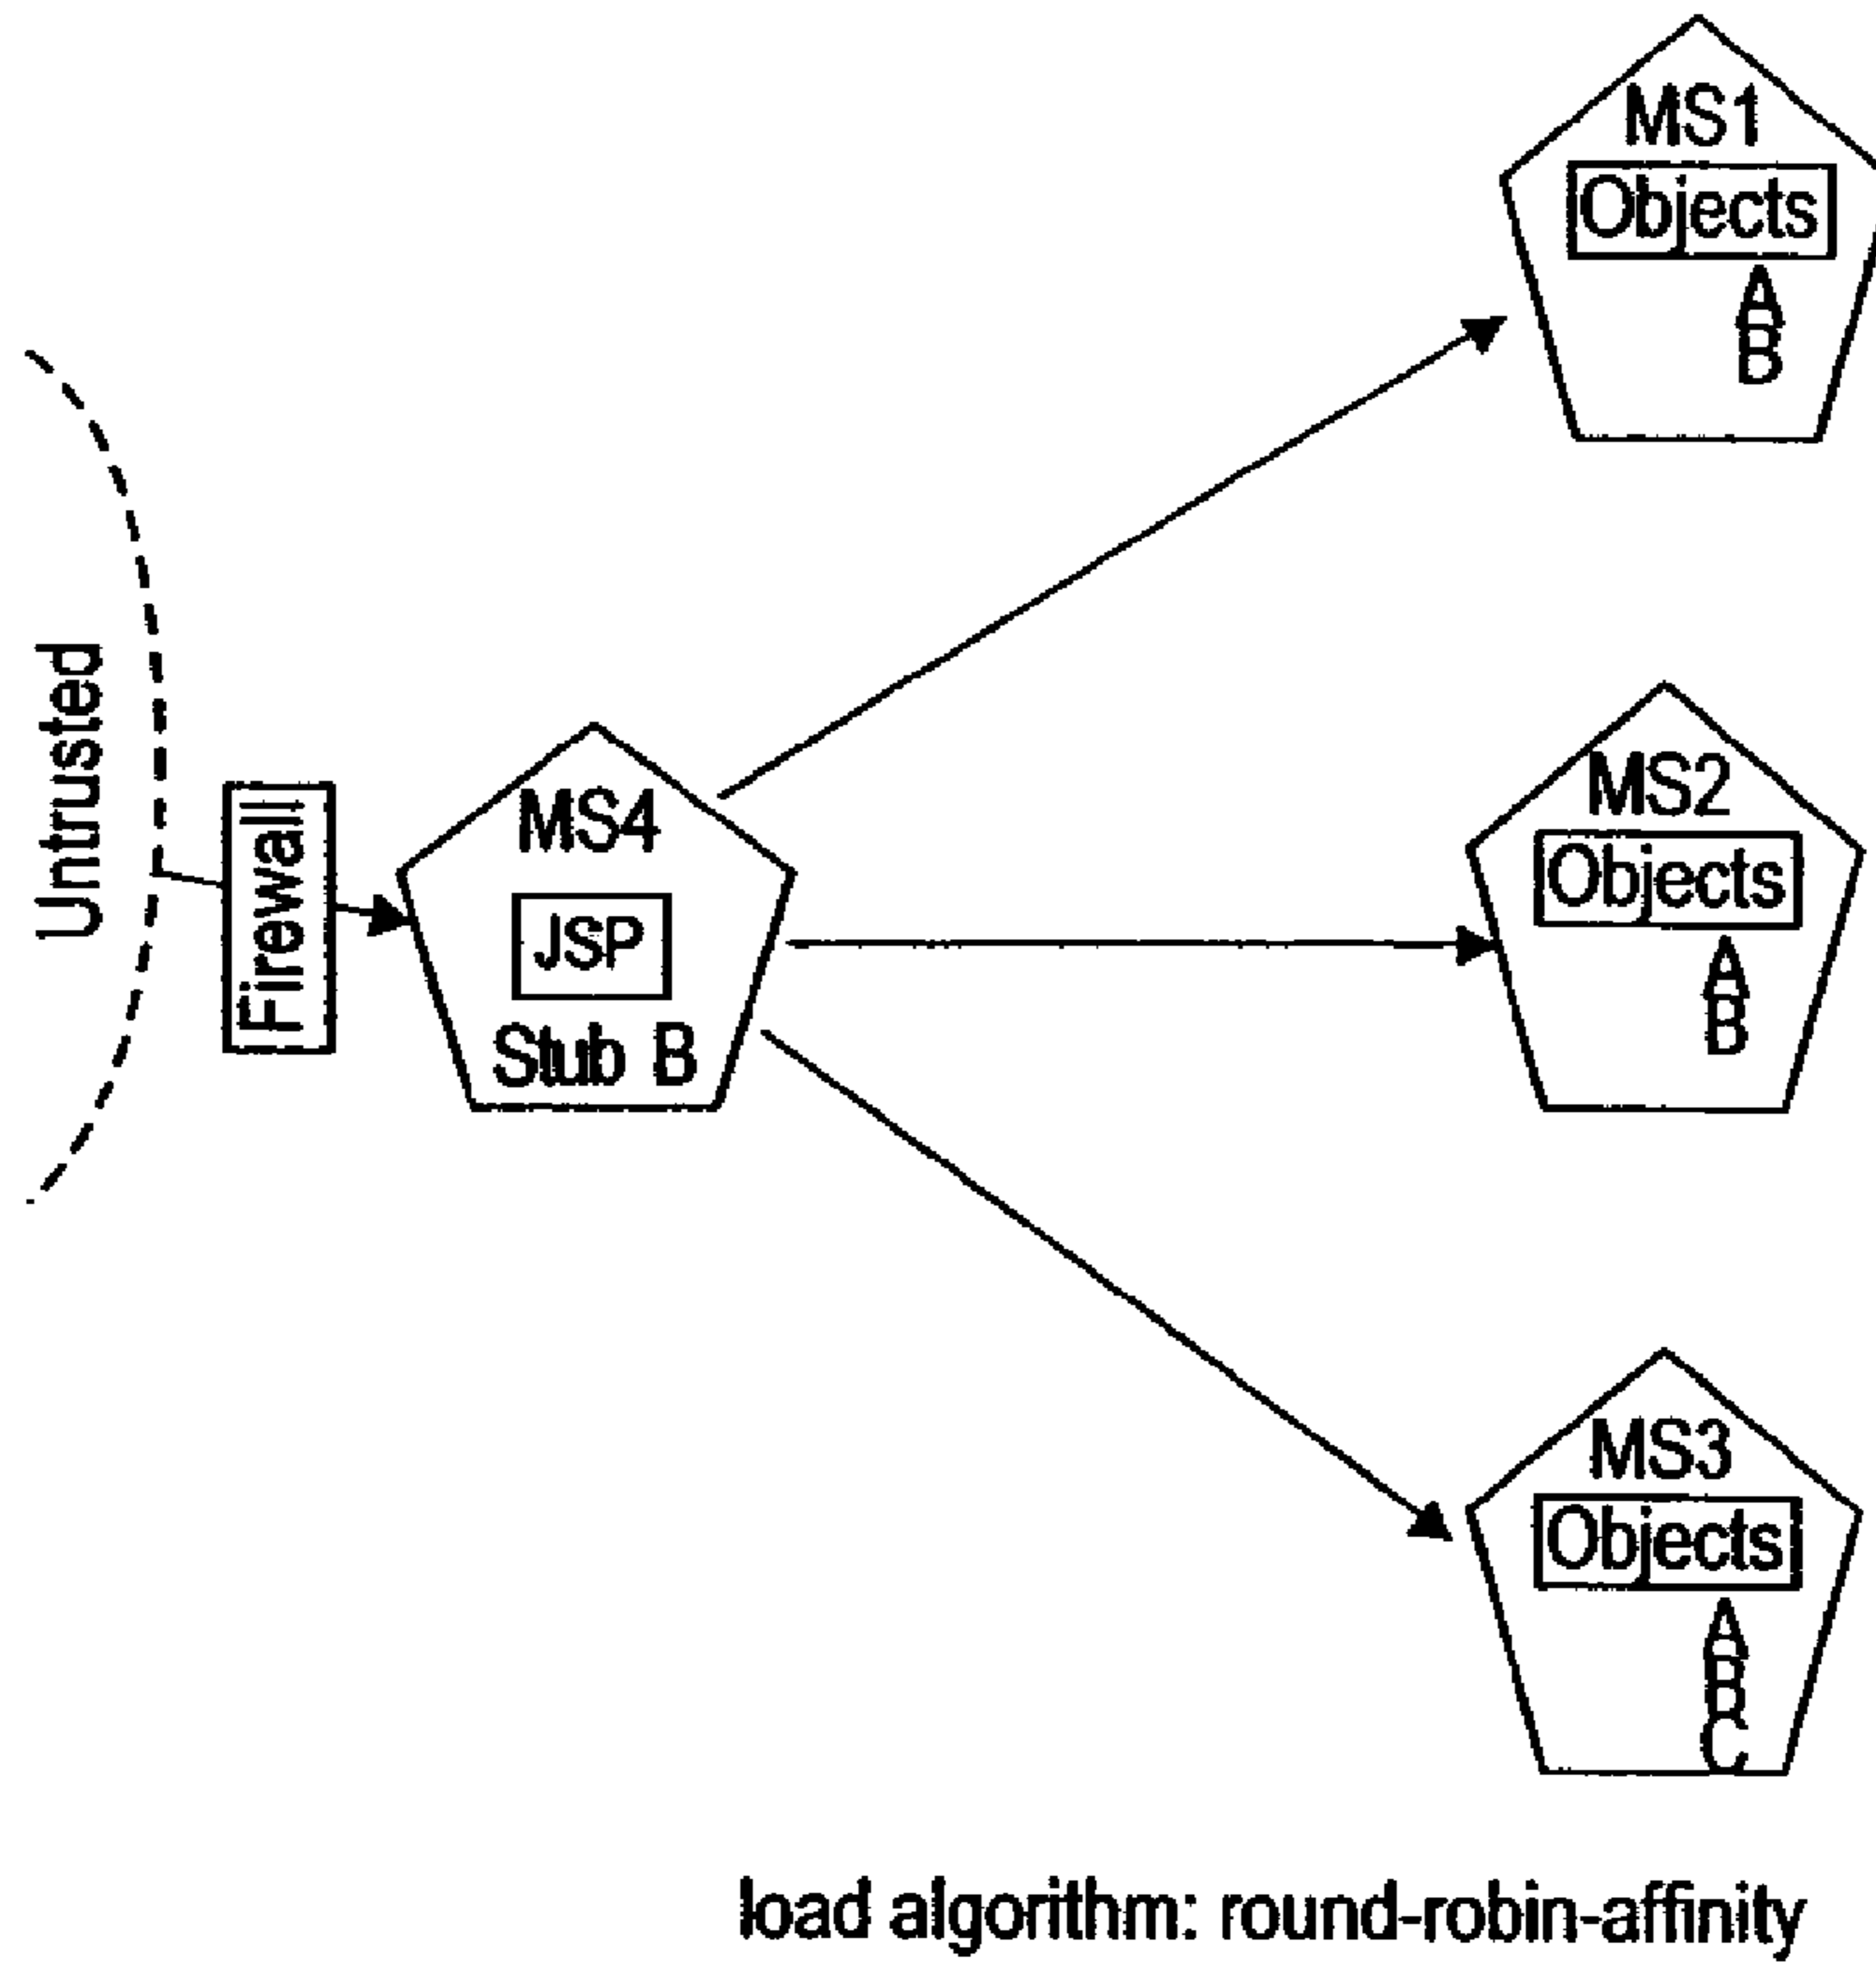 MS1
Objects
A
B
Untrusted
Firewall
MS4
JSP
Stub B
MS2
Objects
A
B
MS3
Objects
A
B
C
load algorithm: round-robin-affinity